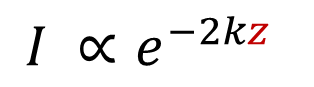 I ∝ e^{-2kz}